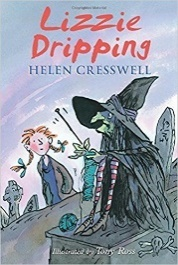 Lizzie
Dripping
HELEN CRESSWELL
Illustrated by Tony Ross